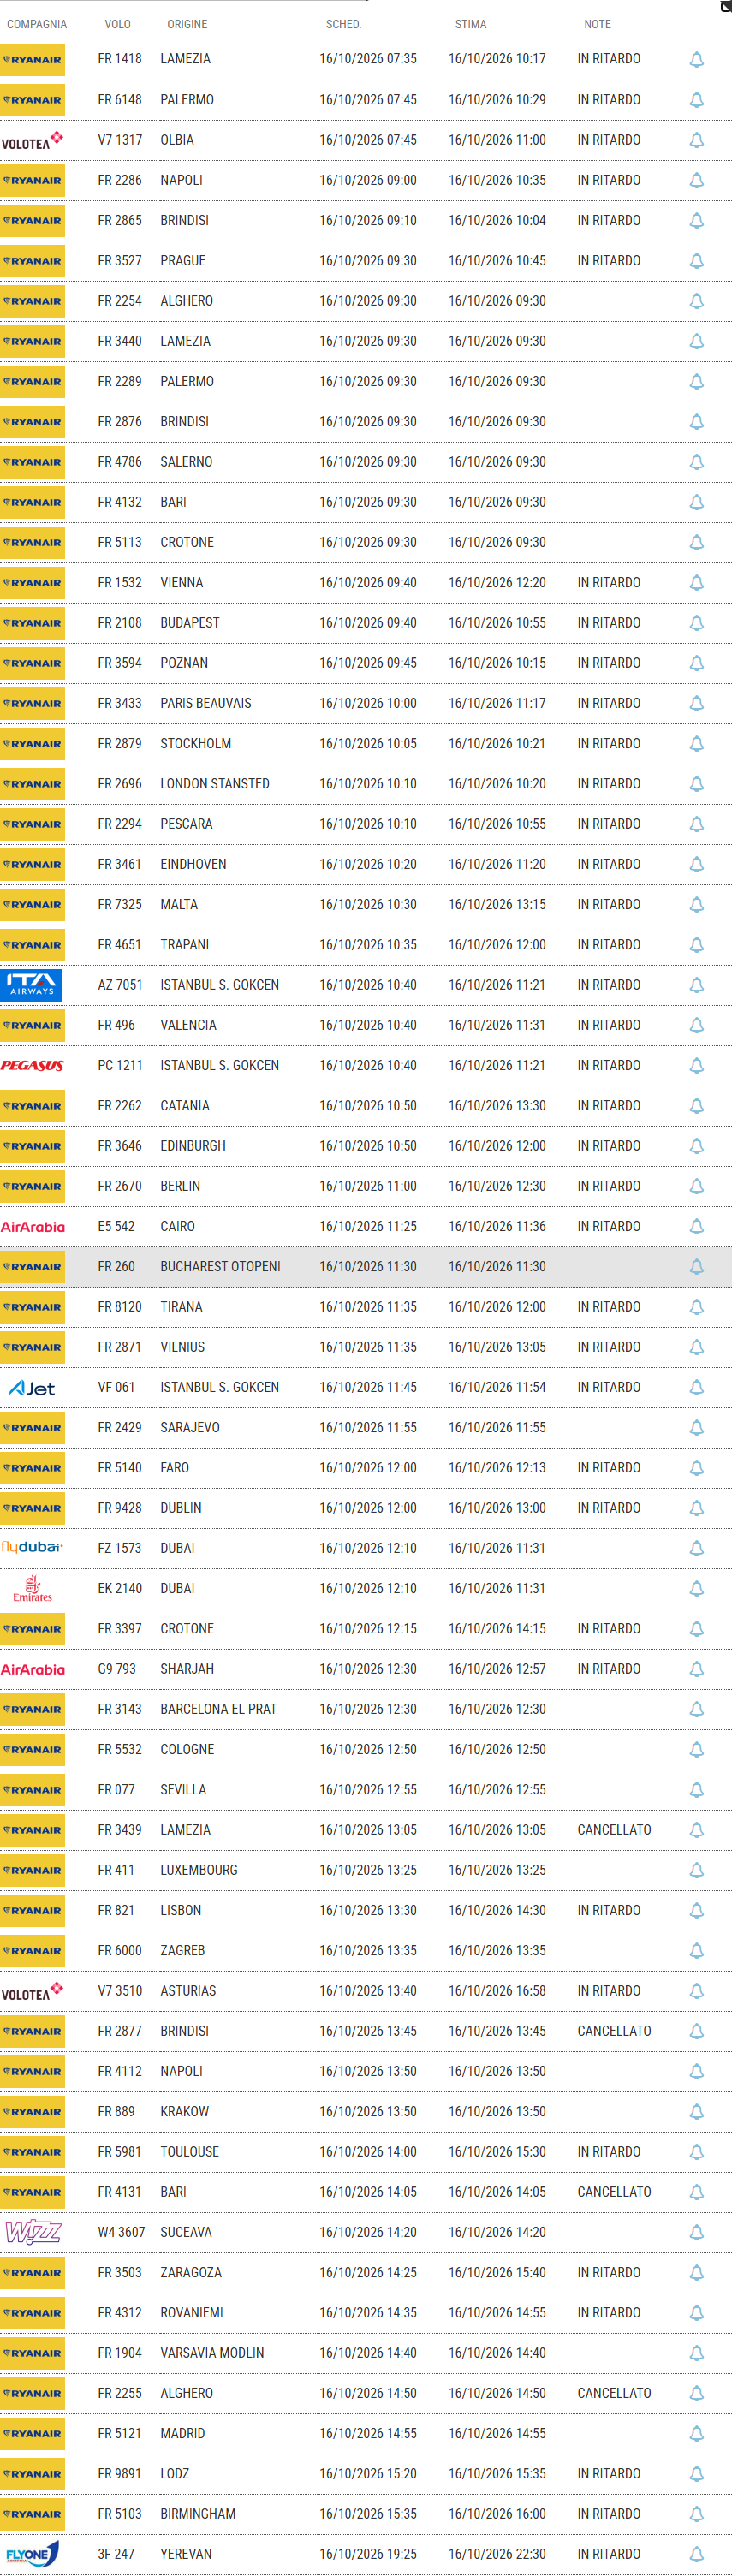 COMPAGNIA VOLO ORIGINE SCHED. STIMA NOTE
RYANAIR FR 1418 LAMEZIA 16/10/2026 07:35 16/10/2026 10:17 IN RITARDO
RYANAIR FR 6148 PALERMO 16/10/2026 07:45 16/10/2026 10:29 IN RITARDO
VOLOTEA V7 1317 OLBIA 16/10/2026 07:45 16/10/2026 11:00 IN RITARDO
RYANAIR FR 2286 NAPOLI 16/10/2026 09:00 16/10/2026 10:35 IN RITARDO
RYANAIR FR 2865 BRINDISI 16/10/2026 09:10 16/10/2026 10:04 IN RITARDO
RYANAIR FR 3527 PRAGUE 16/10/2026 09:30 16/10/2026 10:45 IN RITARDO
RYANAIR FR 2254 ALGHERO 16/10/2026 09:30 16/10/2026 09:30
RYANAIR FR 3440 LAMEZIA 16/10/2026 09:30 16/10/2026 09:30
RYANAIR FR 2289 PALERMO 16/10/2026 09:30 16/10/2026 09:30
RYANAIR FR 2876 BRINDISI 16/10/2026 09:30 16/10/2026 09:30
RYANAIR FR 4786 SALERNO 16/10/2026 09:30 16/10/2026 09:30
RYANAIR FR 4132 BARI 16/10/2026 09:30 16/10/2026 09:30
RYANAIR FR 5113 CROTONE 16/10/2026 09:30 16/10/2026 09:30
RYANAIR FR 1532 VIENNA 16/10/2026 09:40 16/10/2026 12:20 IN RITARDO
RYANAIR FR 2108 BUDAPEST 16/10/2026 09:40 16/10/2026 10:55 IN RITARDO
RYANAIR FR 3594 POZNAN 16/10/2026 09:45 16/10/2026 10:15 IN RITARDO
RYANAIR FR 3433 PARIS BEAUVAIS 16/10/2026 10:00 16/10/2026 11:17 IN RITARDO
RYANAIR FR 2879 STOCKHOLM 16/10/2026 10:05 16/10/2026 10:21 IN RITARDO
RYANAIR FR 2696 LONDON STANSTED 16/10/2026 10:10 16/10/2026 10:20 IN RITARDO
RYANAIR FR 2294 PESCARA 16/10/2026 10:10 16/10/2026 10:55 IN RITARDO
RYANAIR FR 3461 EINDHOVEN 16/10/2026 10:20 16/10/2026 11:20 IN RITARDO
RYANAIR FR 7325 MALTA 16/10/2026 10:30 16/10/2026 13:15 IN RITARDO
RYANAIR FR 4651 TRAPANI 16/10/2026 10:35 16/10/2026 12:00 IN RITARDO
ITA AIRWAYS AZ 7051 ISTANBUL S. GOKCEN 16/10/2026 10:40 16/10/2026 11:21 IN RITARDO
RYANAIR FR 496 VALENCIA 16/10/2026 10:40 16/10/2026 11:31 IN RITARDO
PEGASUS PC 1211 ISTANBUL S. GOKCEN 16/10/2026 10:40 16/10/2026 11:21 IN RITARDO
RYANAIR FR 2262 CATANIA 16/10/2026 10:50 16/10/2026 13:30 IN RITARDO
RYANAIR FR 3646 EDINBURGH 16/10/2026 10:50 16/10/2026 12:00 IN RITARDO
RYANAIR FR 2670 BERLIN 16/10/2026 11:00 16/10/2026 12:30 IN RITARDO
AirArabia E5 542 CAIRO 16/10/2026 11:25 16/10/2026 11:36 IN RITARDO
RYANAIR FR 260 BUCHAREST OTOPENI 16/10/2026 11:30 16/10/2026 11:30
RYANAIR FR 8120 TIRANA 16/10/2026 11:35 16/10/2026 12:00 IN RITARDO
RYANAIR FR 2871 VILNIUS 16/10/2026 11:35 16/10/2026 13:05 IN RITARDO
AJet VF 061 ISTANBUL S. GOKCEN 16/10/2026 11:45 16/10/2026 11:54 IN RITARDO
RYANAIR FR 2429 SARAJEVO 16/10/2026 11:55 16/10/2026 11:55
RYANAIR FR 5140 FARO 16/10/2026 12:00 16/10/2026 12:13 IN RITARDO
RYANAIR FR 9428 DUBLIN 16/10/2026 12:00 16/10/2026 13:00 IN RITARDO
flydubai FZ 1573 DUBAI 16/10/2026 12:10 16/10/2026 11:31
Emirates EK 2140 DUBAI 16/10/2026 12:10 16/10/2026 11:31
RYANAIR FR 3397 CROTONE 16/10/2026 12:15 16/10/2026 14:15 IN RITARDO
AirArabia G9 793 SHARJAH 16/10/2026 12:30 16/10/2026 12:57 IN RITARDO
RYANAIR FR 3143 BARCELONA EL PRAT 16/10/2026 12:30 16/10/2026 12:30
RYANAIR FR 5532 COLOGNE 16/10/2026 12:50 16/10/2026 12:50
RYANAIR FR 077 SEVILLA 16/10/2026 12:55 16/10/2026 12:55
RYANAIR FR 3439 LAMEZIA 16/10/2026 13:05 16/10/2026 13:05 CANCELLATO
RYANAIR FR 411 LUXEMBOURG 16/10/2026 13:25 16/10/2026 13:25
RYANAIR FR 821 LISBON 16/10/2026 13:30 16/10/2026 14:30 IN RITARDO
RYANAIR FR 6000 ZAGREB 16/10/2026 13:35 16/10/2026 13:35
VOLOTEA V7 3510 ASTURIAS 16/10/2026 13:40 16/10/2026 16:58 IN RITARDO
RYANAIR FR 2877 BRINDISI 16/10/2026 13:45 16/10/2026 13:45 CANCELLATO
RYANAIR FR 4112 NAPOLI 16/10/2026 13:50 16/10/2026 13:50
RYANAIR FR 889 KRAKOW 16/10/2026 13:50 16/10/2026 13:50
RYANAIR FR 5981 TOULOUSE 16/10/2026 14:00 16/10/2026 15:30 IN RITARDO
RYANAIR FR 4131 BARI 16/10/2026 14:05 16/10/2026 14:05 CANCELLATO
WIZZ W4 3607 SUCEAVA 16/10/2026 14:20 16/10/2026 14:20
RYANAIR FR 3503 ZARAGOZA 16/10/2026 14:25 16/10/2026 15:40 IN RITARDO
RYANAIR FR 4312 ROVANIEMI 16/10/2026 14:35 16/10/2026 14:55 IN RITARDO
RYANAIR FR 1904 VARSAVIA MODLIN 16/10/2026 14:40 16/10/2026 14:40
RYANAIR FR 2255 ALGHERO 16/10/2026 14:50 16/10/2026 14:50 CANCELLATO
RYANAIR FR 5121 MADRID 16/10/2026 14:55 16/10/2026 14:55
RYANAIR FR 9891 LODZ 16/10/2026 15:20 16/10/2026 15:35 IN RITARDO
RYANAIR FR 5103 BIRMINGHAM 16/10/2026 15:35 16/10/2026 16:00 IN RITARDO
FLYONE 3F 247 YEREVAN 16/10/2026 19:25 16/10/2026 22:30 IN RITARDO